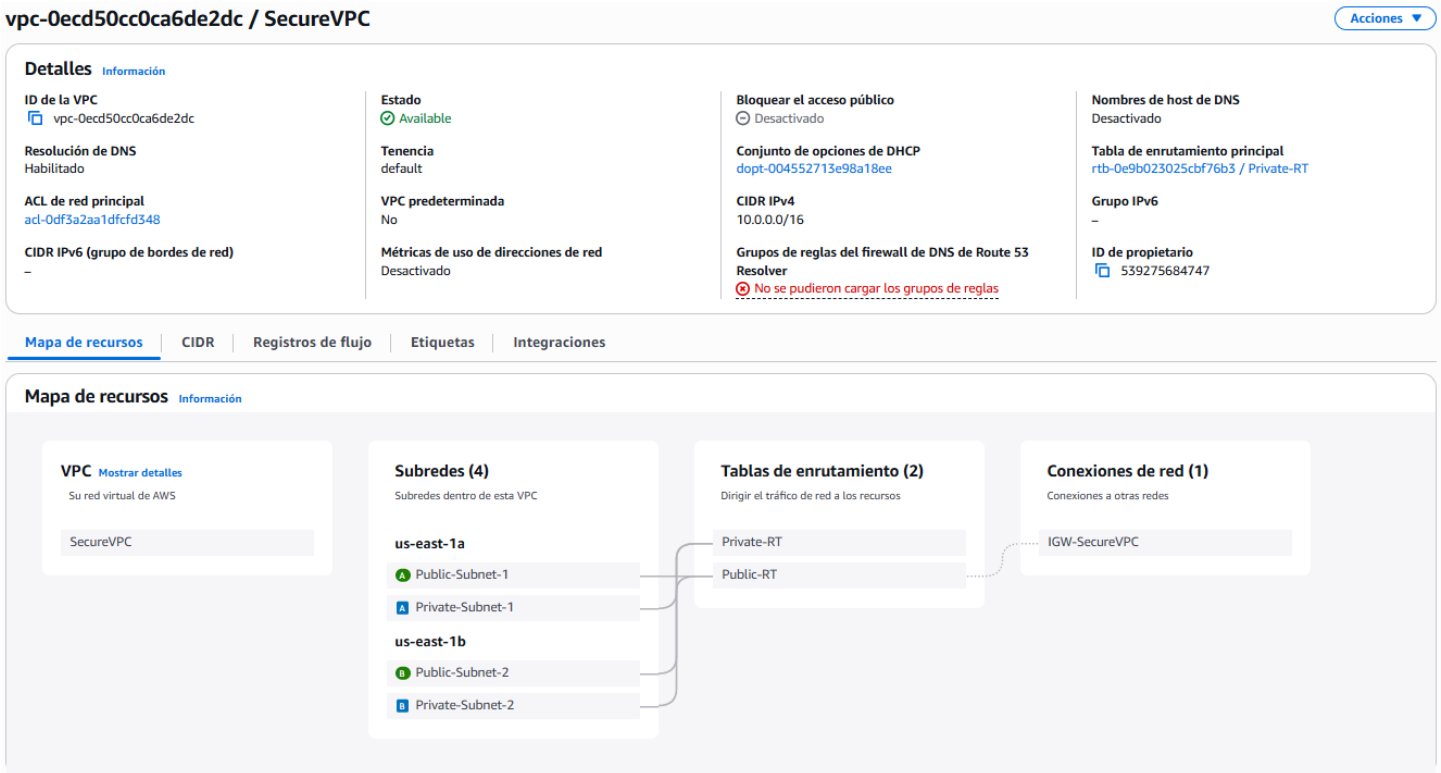 vpc-0ecd50cc0ca6de2dc / SecureVPC
Acciones
Detalles Información
ID de la VPC
vpc-0ecd50cc0ca6de2dc
Estado
Available
Bloquear el acceso público
Desactivado
Nombres de host de DNS
Desactivado
Resolución de DNS
Habilitado
Tenencia
default
Conjunto de opciones de DHCP
dopt-004552713e98a18ee
Tabla de enrutamiento principal
rtb-0e9b023025cbf76b3 / Private-RT
ACL de red principal
acl-0df3a2aa1dfcfd348
VPC predeterminada
No
CIDR IPv4
10.0.0.0/16
Grupo IPv6
–
CIDR IPv6 (grupo de bordes de red)
–
Métricas de uso de direcciones de red
Desactivado
Grupos de reglas del firewall de DNS de Route 53
Resolver
No se pudieron cargar los grupos de reglas
ID de propietario
539275684747
Mapa de recursos CIDR Registros de flujo Etiquetas Integraciones
Mapa de recursos Información
VPC Mostrar detalles
Su red virtual de AWS
SecureVPC
Subredes (4)
Subredes dentro de esta VPC
us-east-1a
A Public-Subnet-1
A Private-Subnet-1
us-east-1b
B Public-Subnet-2
B Private-Subnet-2
Tablas de enrutamiento (2)
Dirigir el tráfico de red a los recursos
Private-RT
Public-RT
Conexiones de red (1)
Conexiones a otras redes
IGW-SecureVPC